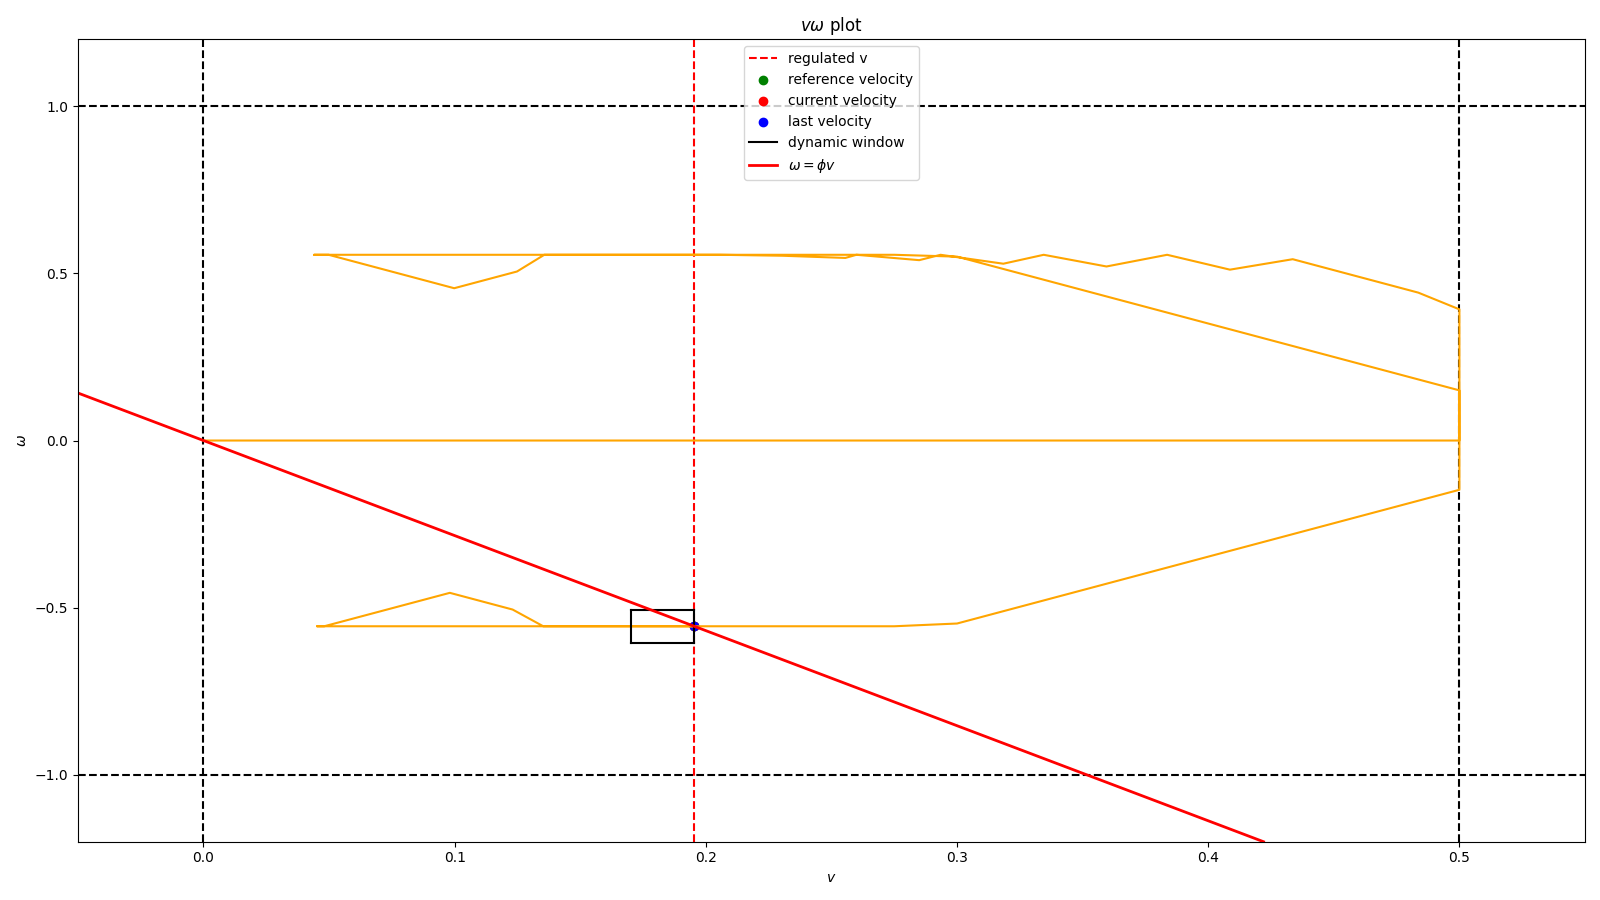 vω plot
regulated v
reference velocity
current velocity
last velocity
dynamic window
ω = ϕv
1.0
0.5
0.0
−0.5
−1.0
ω
0.0 0.1 0.2 0.3 0.4 0.5
v